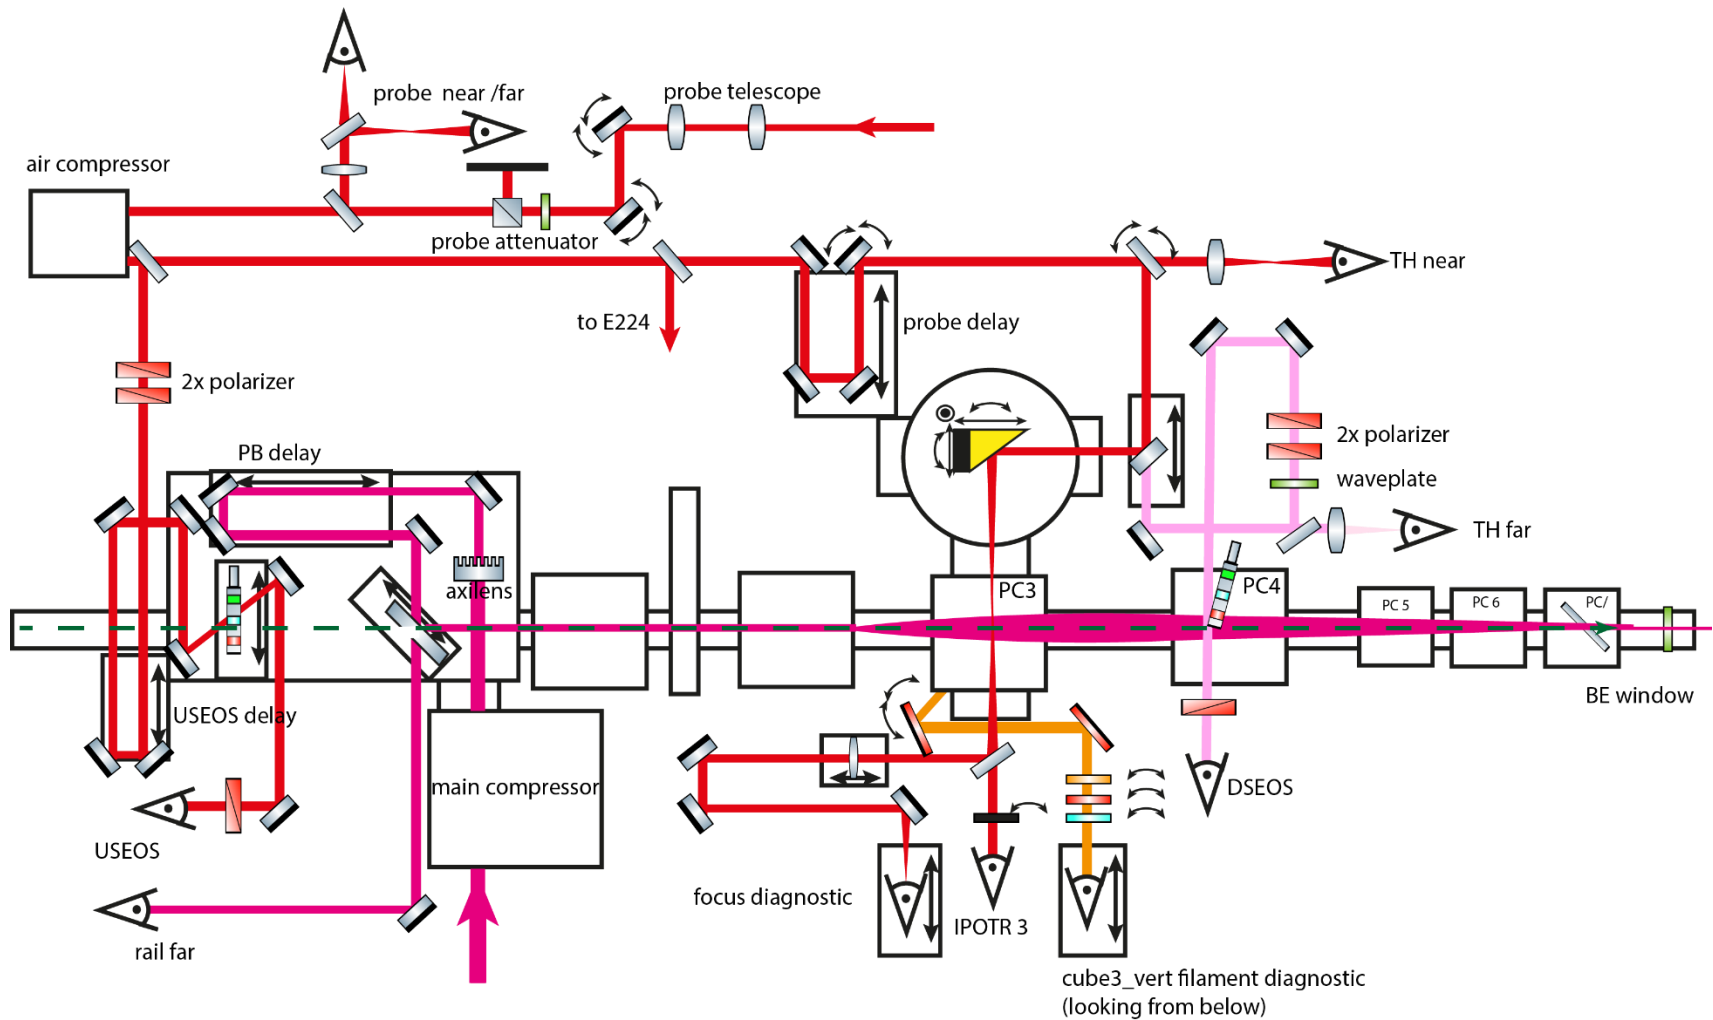 probe near /far
probe telescope
air compressor
probe attenuator
TH near
to E224
probe delay
2x polarizer
2x polarizer
PB delay
waveplate
TH far
axilens
PC3
PC4
PC 5
PC 6
PC/
BE window
USEOS delay
main compressor
DSEOS
USEOS
focus diagnostic
IPOTR 3
rail far
cube3_vert filament diagnostic
(looking from below)